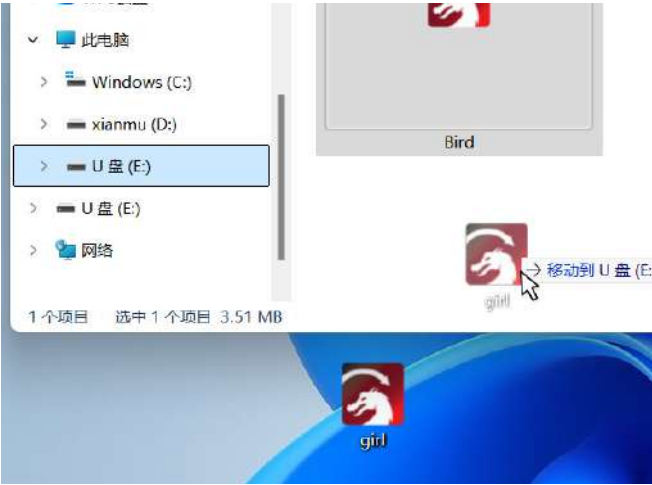 此电脑
Windows (C:)
xianmu (D:)
U 盘 (E:)
U 盘 (E:)
网络
1 个项目 选中 1 个项目 3.51 MB
Bird
girl
→ 移动到 U 盘 (E:
girl